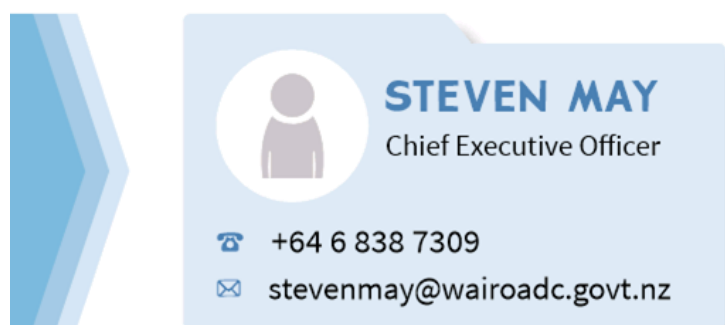 STEVEN MAY
Chief Executive Officer
+64 6 838 7309
stevenmay@wairoadc.govt.nz